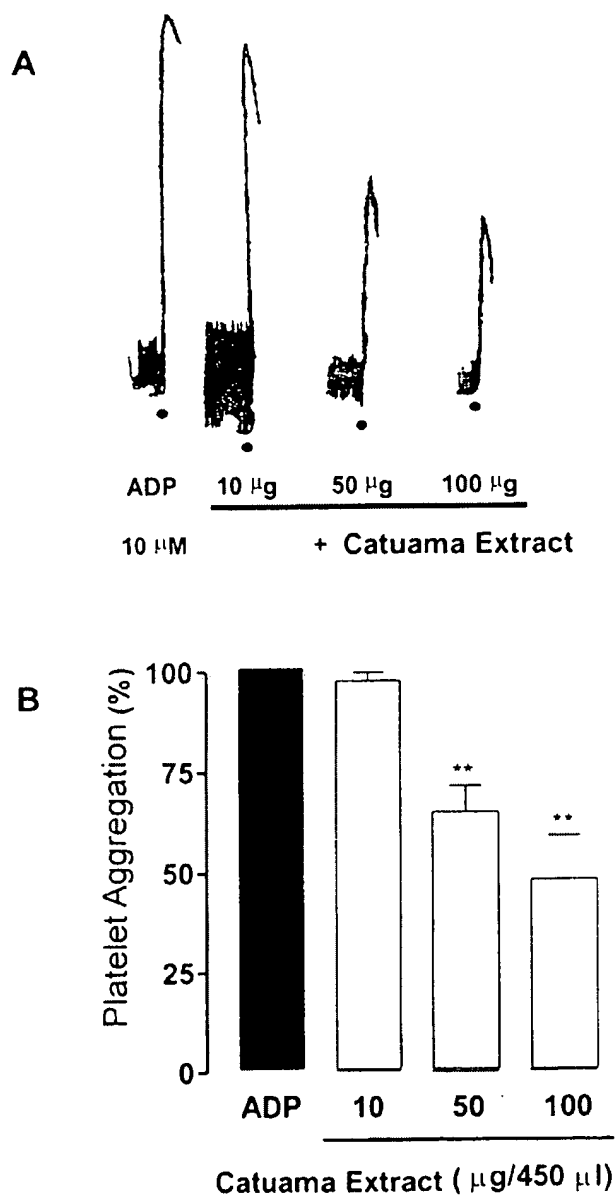 A
ADP 10 μg 50 μg 100 μg
10 μM + Catuama Extract
B
Platelet Aggregation (%)
100
75
50
25
0
** **
ADP 10 50 100
Catuama Extract ( μg/450 μl)